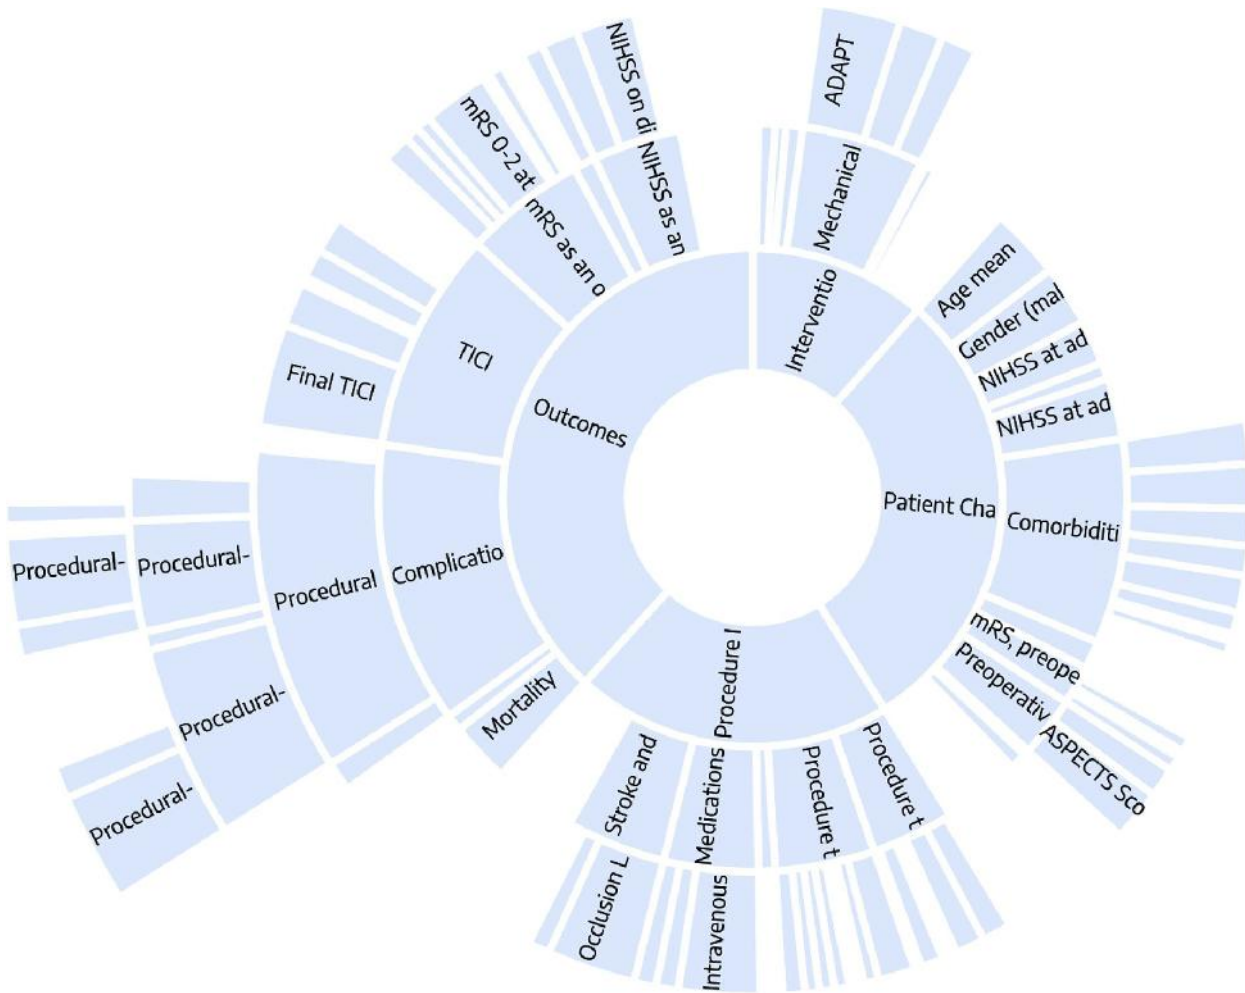 Interventio
Mechanical
ADAPT
Patient Cha
Age mean
Gender (mal
NIHSS at ad
NIHSS at ad
Comorbiditi
mRS, preope
Preoperativ
ASPECTS Sco
Procedure I
Procedure t
Procedure t
Medications
Intravenous
Stroke and
Occlusion L
Outcomes
Mortality
Complicatio
Procedural
Procedural-
Procedural-
Procedural-
Procedural-
TICI
Final TICI
mRS as an o
mRS 0-2 at
NIHSS as an
NIHSS on di